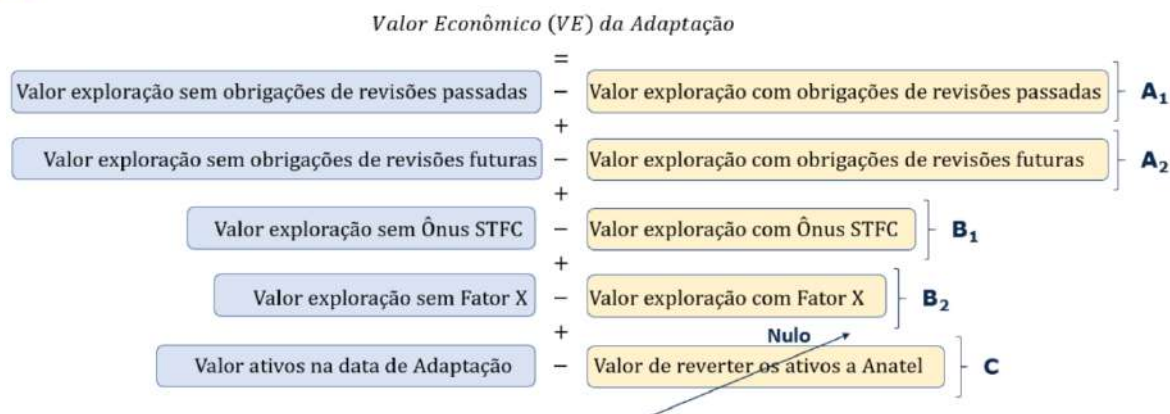 Valor Econômico (VE) da Adaptação
=
Valor exploração sem obrigações de revisões passadas − Valor exploração com obrigações de revisões passadas A1
+
Valor exploração sem obrigações de revisões futuras − Valor exploração com obrigações de revisões futuras A2
+
Valor exploração sem Ônus STFC − Valor exploração com Ônus STFC B1
+
Valor exploração sem Fator X − Valor exploração com Fator X B2
+ Nulo
Valor ativos na data de Adaptação − Valor de reverter os ativos a Anatel C